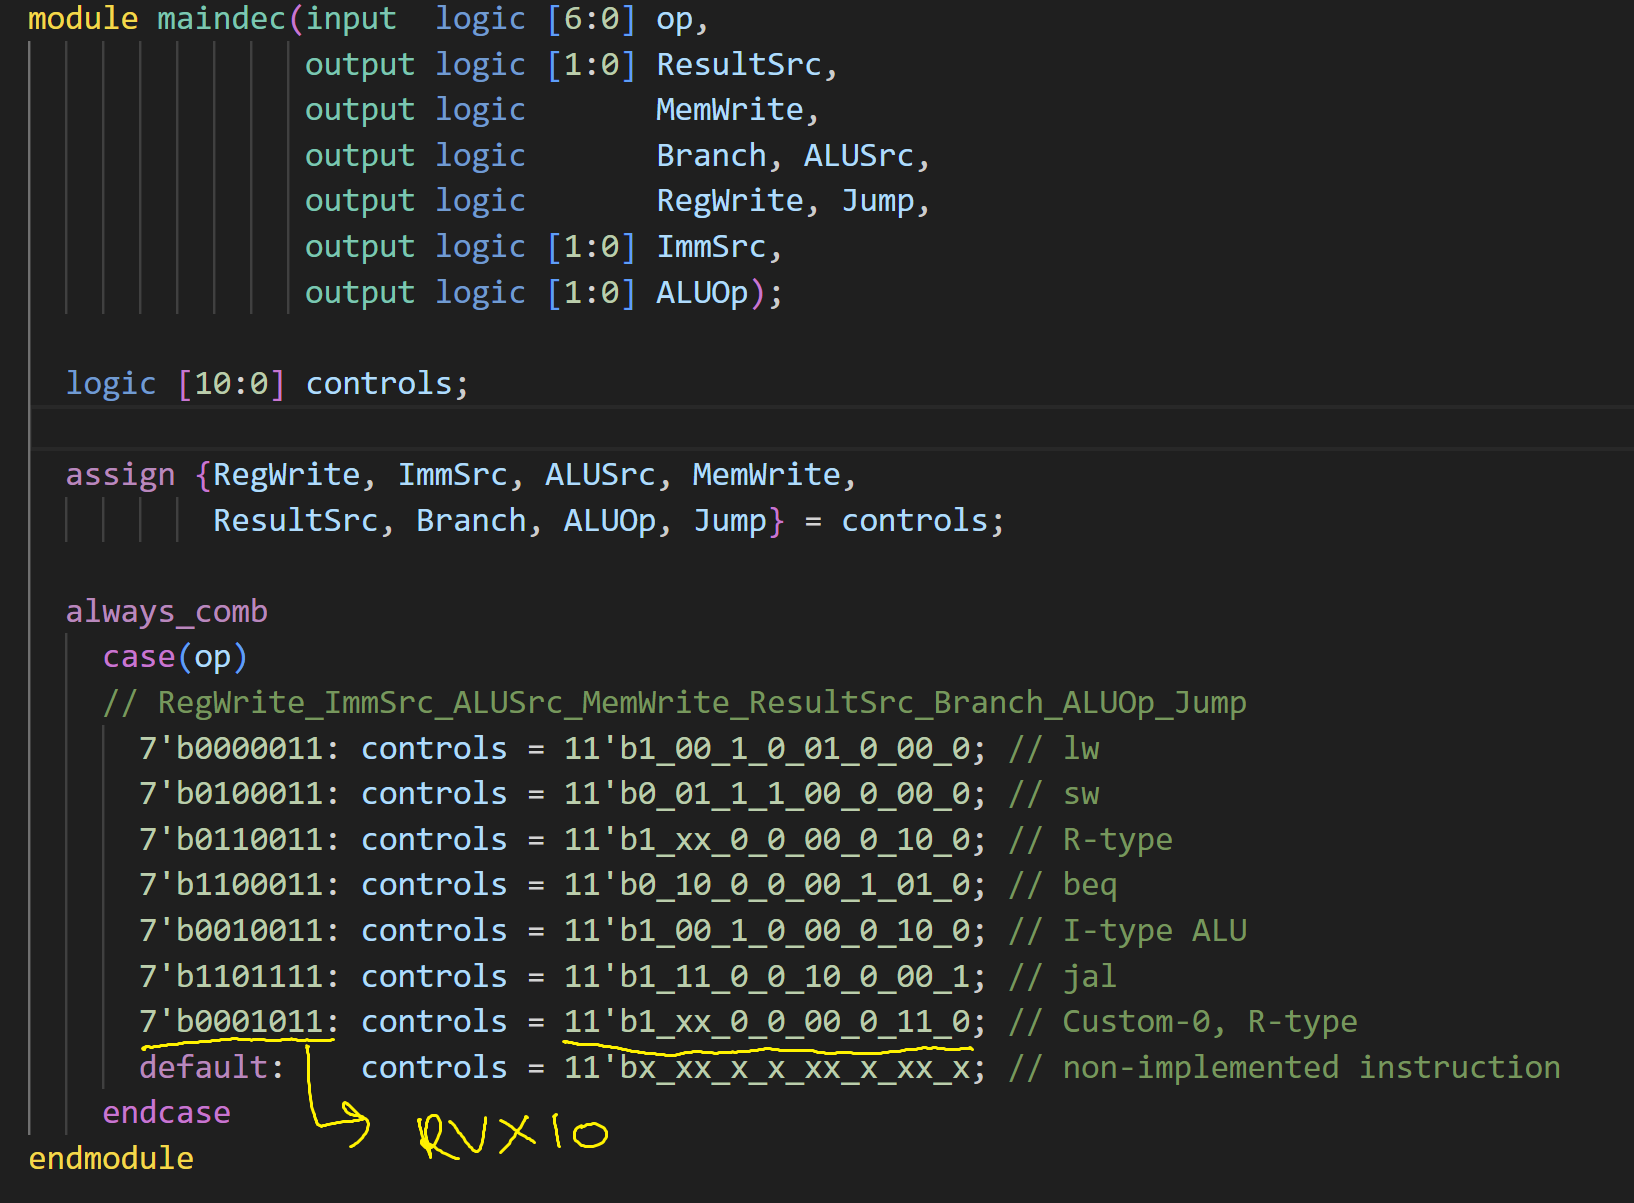 module maindec(input  logic [6:0] op,
output logic [1:0] ResultSrc,
output logic       MemWrite,
output logic       Branch, ALUSrc,
output logic       RegWrite, Jump,
output logic [1:0] ImmSrc,
output logic [1:0] ALUOp);
logic [10:0] controls;
assign {RegWrite, ImmSrc, ALUSrc, MemWrite,
ResultSrc, Branch, ALUOp, Jump} = controls;
always_comb
case(op)
// RegWrite_ImmSrc_ALUSrc_MemWrite_ResultSrc_Branch_ALUOp_Jump
7'b0000011: controls = 11'b1_00_1_0_01_0_00_0; // lw
7'b0100011: controls = 11'b0_01_1_1_00_0_00_0; // sw
7'b0110011: controls = 11'b1_xx_0_0_00_0_10_0; // R-type
7'b1100011: controls = 11'b0_10_0_0_00_1_01_0; // beq
7'b0010011: controls = 11'b1_00_1_0_00_0_10_0; // I-type ALU
7'b1101111: controls = 11'b1_11_0_0_10_0_00_1; // jal
7'b0001011: controls = 11'b1_xx_0_0_00_0_11_0; // Custom-0, R-type
default:    controls = 11'bx_xx_x_x_xx_x_xx_x; // non-implemented instruction
endcase
RVX10
endmodule